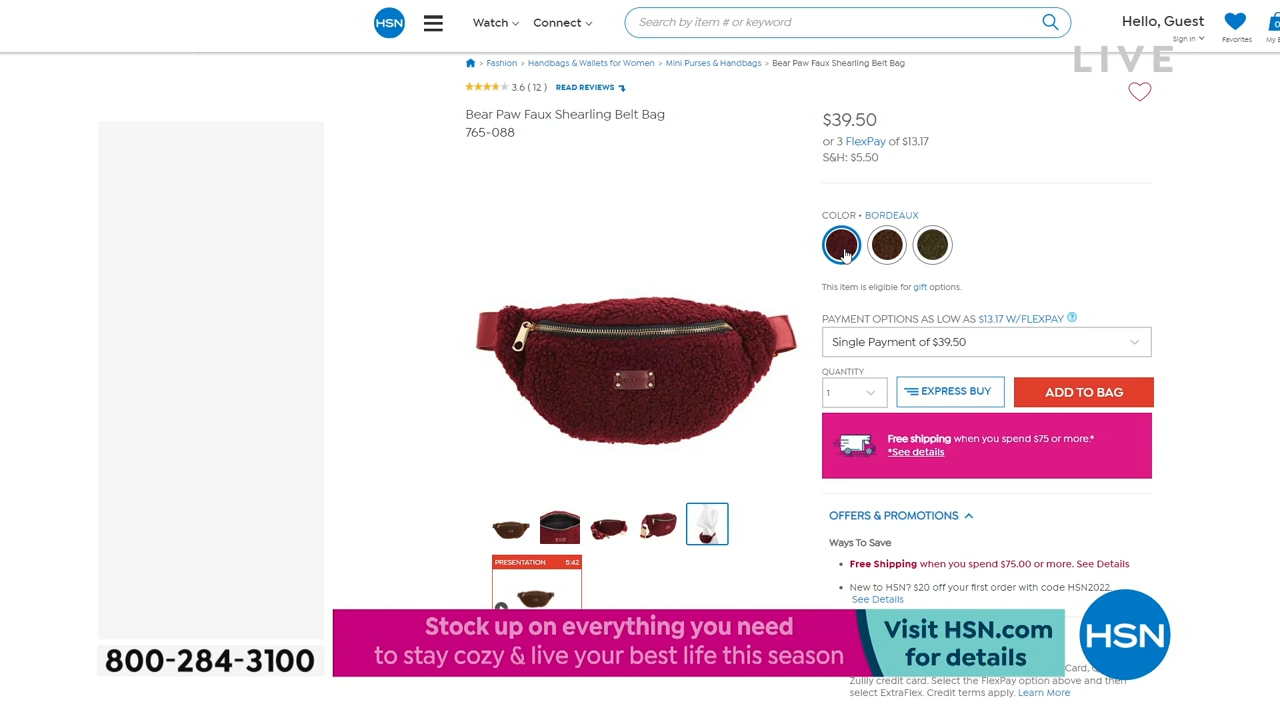 HSN
Watch
Connect
Search by item # or keyword
Hello, Guest
Sign In
Favorites
0
LIVE
> Fashion > Handbags & Wallets for Women > Mini Purses & Handbags > Bear Paw Faux Shearling Belt Bag
3.6 ( 12 ) READ REVIEWS
Bear Paw Faux Shearling Belt Bag
765-088
$39.50
or 3 FlexPay of $13.17
S&H: $5.50
COLOR • BORDEAUX
This item is eligible for gift options.
PAYMENT OPTIONS AS LOW AS $13.17 W/FLEXPAY ?
Single Payment of $39.50
QUANTITY
1
EXPRESS BUY
ADD TO BAG
Free shipping when you spend $75 or more.*
*See details
OFFERS & PROMOTIONS
Ways To Save
• Free Shipping when you spend $75.00 or more. See Details
• New to HSN? $20 off your first order with code HSN2022.
See Details
PRESENTATION 5:42
Stock up on everything you need
to stay cozy & live your best life this season
Visit HSN.com
for details
HSN
800-284-3100
Card,
Zulily credit card. Select the FlexPay option above and then
select ExtraFlex. Credit terms apply. Learn More